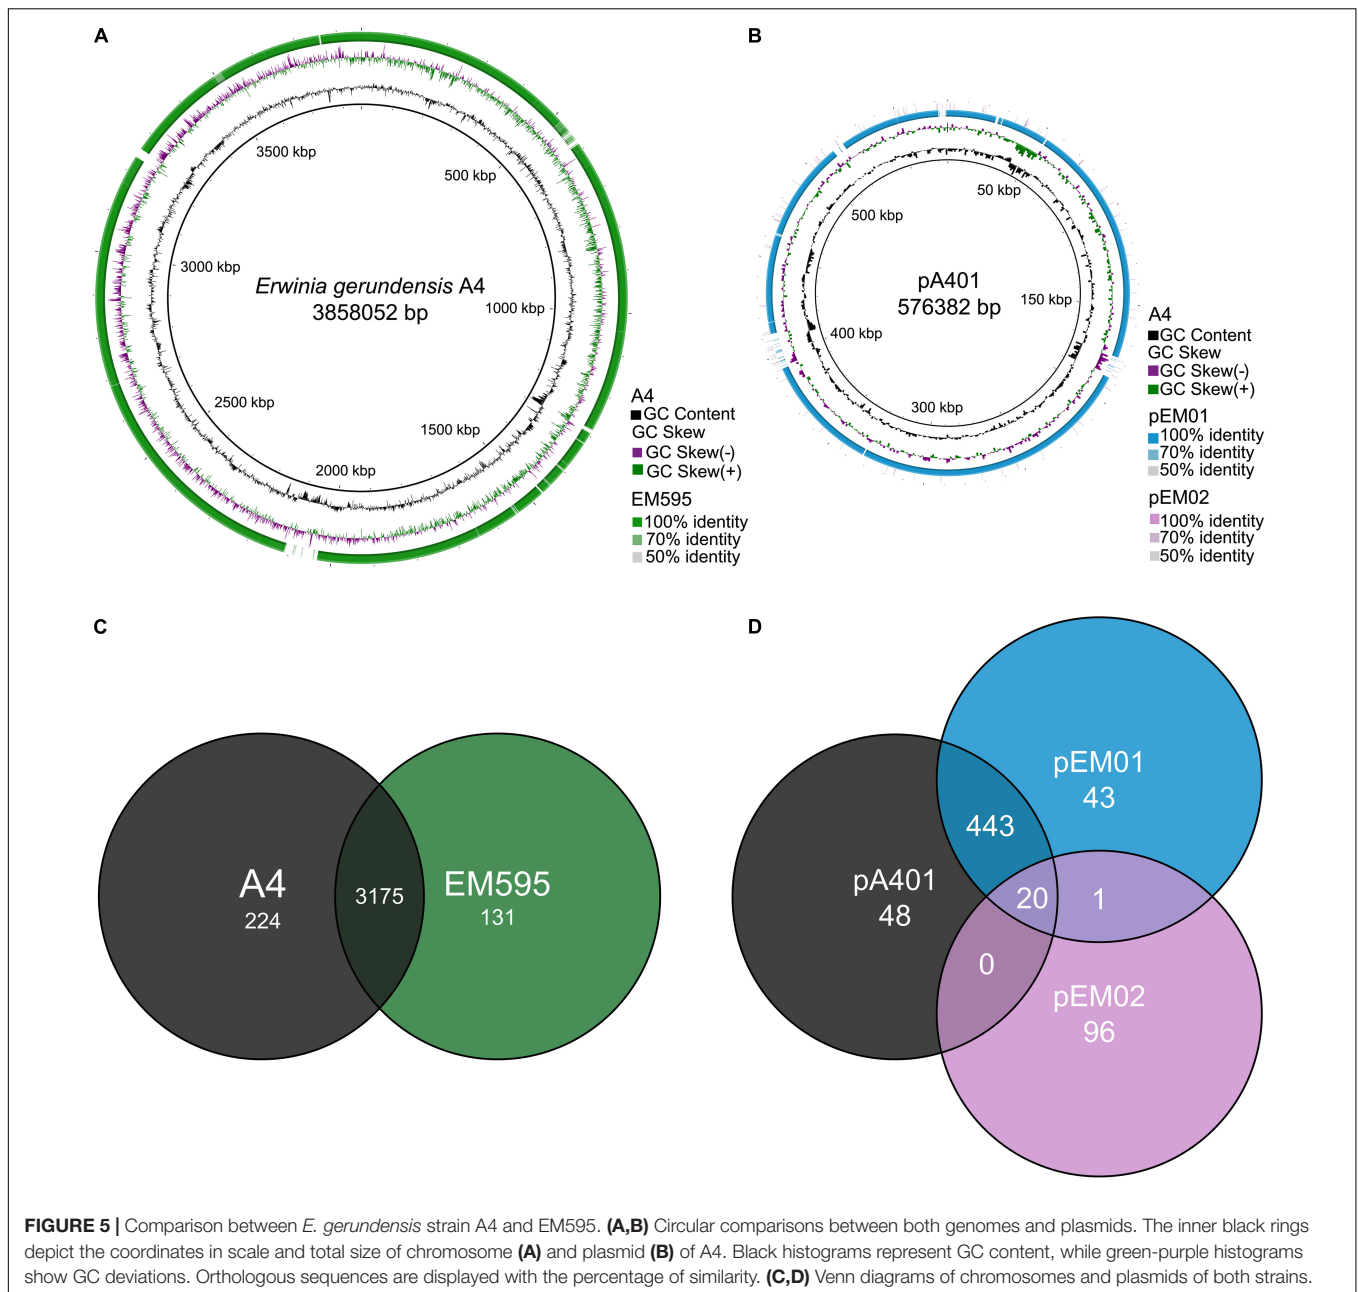 A
3500 kbp
500 kbp
3000 kbp
Erwinia gerundensis A4
3858052 bp
1000 kbp
2500 kbp
1500 kbp
2000 kbp
A4
GC Content
GC Skew
GC Skew(-)
GC Skew(+)
EM595
100% identity
70% identity
50% identity
B
50 kbp
500 kbp
pA401
576382 bp
150 kbp
400 kbp
300 kbp
A4
GC Content
GC Skew
GC Skew(-)
GC Skew(+)
pEM01
100% identity
70% identity
50% identity
pEM02
100% identity
70% identity
50% identity
C
A4
224
3175
EM595
131
D
pEM01
43
443
pA401
48
20
1
0
pEM02
96
FIGURE 5 | Comparison between E. gerundensis strain A4 and EM595. (A,B) Circular comparisons between both genomes and plasmids. The inner black rings
depict the coordinates in scale and total size of chromosome (A) and plasmid (B) of A4. Black histograms represent GC content, while green-purple histograms
show GC deviations. Orthologous sequences are displayed with the percentage of similarity. (C,D) Venn diagrams of chromosomes and plasmids of both strains.